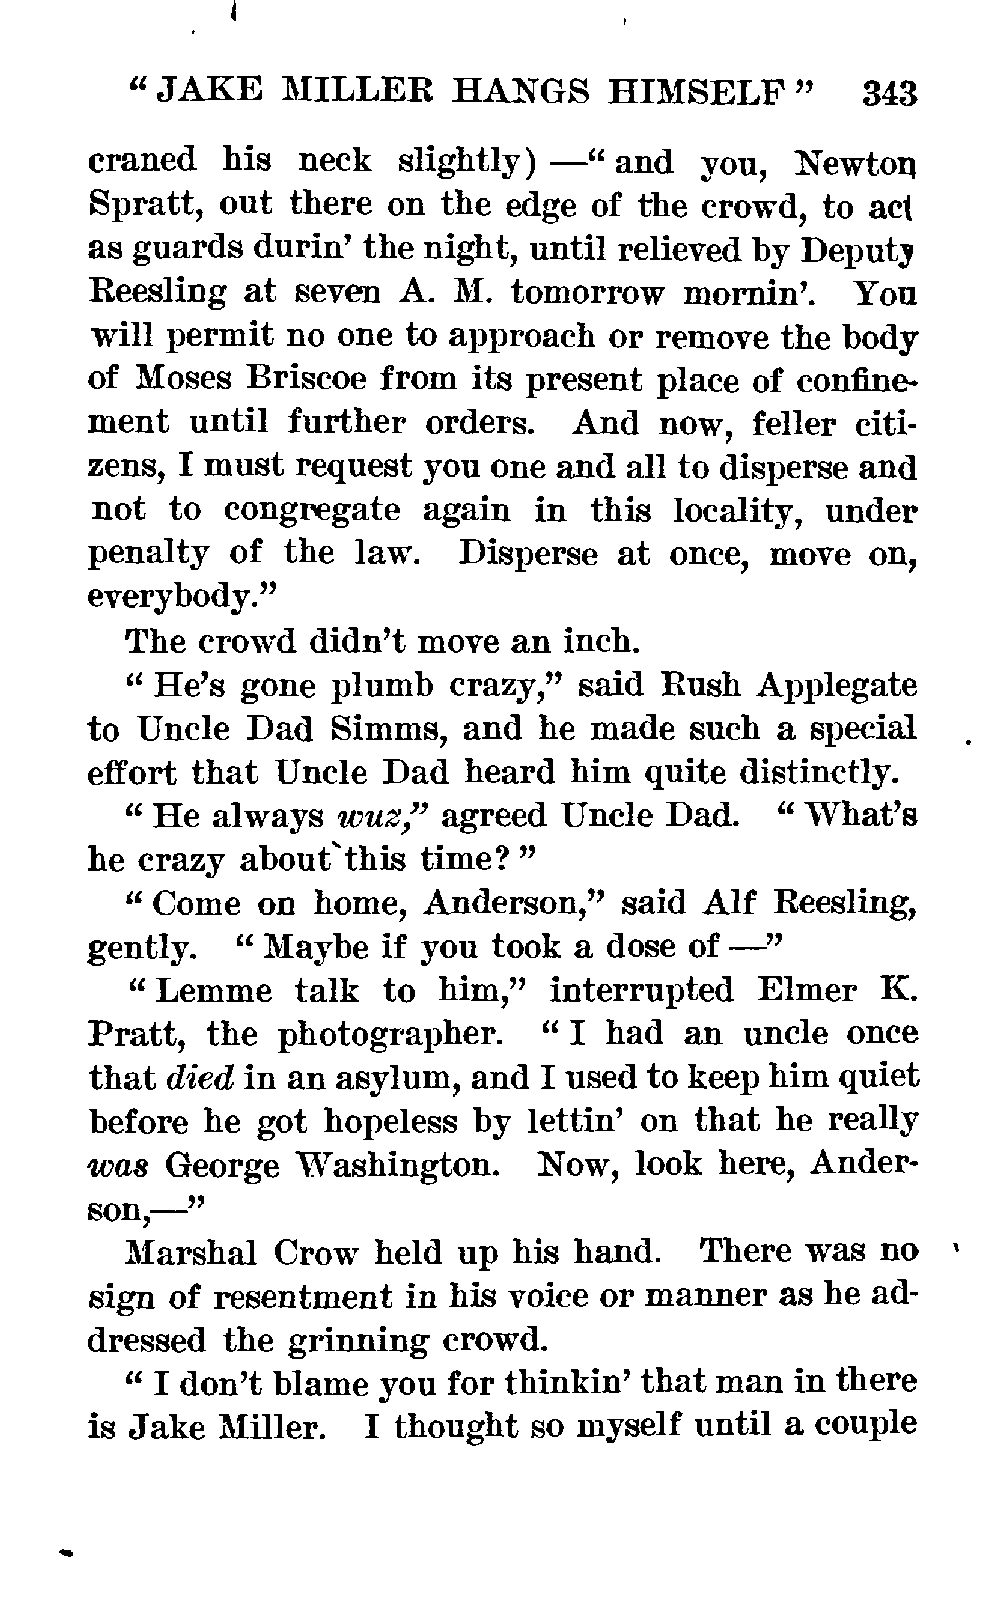 “JAKE MILLER HANGS HIMSELF” 343
craned his neck slightly) —“and you, Newton
Spratt, out there on the edge of the crowd, to act
as guards durin’ the night, until relieved by Deputy
Reesling at seven A. M. tomorrow mornin’. You
will permit no one to approach or remove the body
of Moses Briscoe from its present place of confine-
ment until further orders. And now, feller citi-
zens, I must request you one and all to disperse and
not to congregate again in this locality, under
penalty of the law. Disperse at once, move on,
everybody.”
The crowd didn’t move an inch.
“He’s gone plumb crazy,” said Rush Applegate
to Uncle Dad Simms, and he made such a special
effort that Uncle Dad heard him quite distinctly.
“He always wuz,” agreed Uncle Dad. “What’s
he crazy about this time?”
“Come on home, Anderson,” said Alf Reesling,
gently. “Maybe if you took a dose of —”
“Lemme talk to him,” interrupted Elmer K.
Pratt, the photographer. “I had an uncle once
that died in an asylum, and I used to keep him quiet
before he got hopeless by lettin’ on that he really
was George Washington. Now, look here, Ander-
son,—”
Marshal Crow held up his hand. There was no
sign of resentment in his voice or manner as he ad-
dressed the grinning crowd.
“I don’t blame you for thinkin’ that man in there
is Jake Miller. I thought so myself until a couple